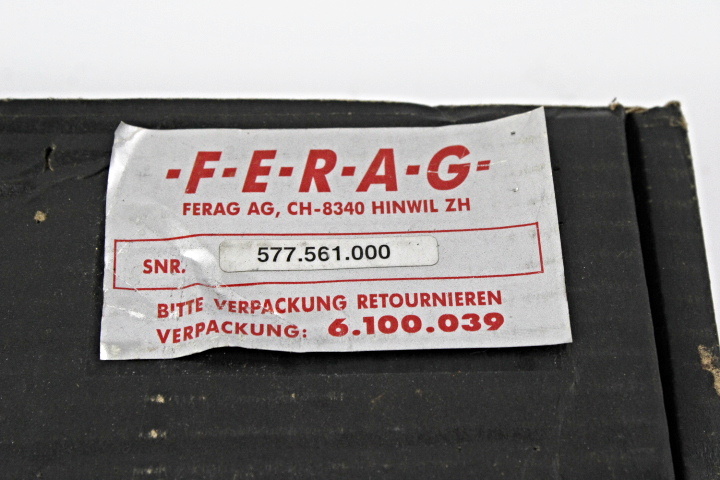 -F-E-R-A-G-
FERAG AG, CH-8340 HINWIL ZH
SNR. 577.561.000
BITTE VERPACKUNG RETOURNIEREN
VERPACKUNG: 6.100.039